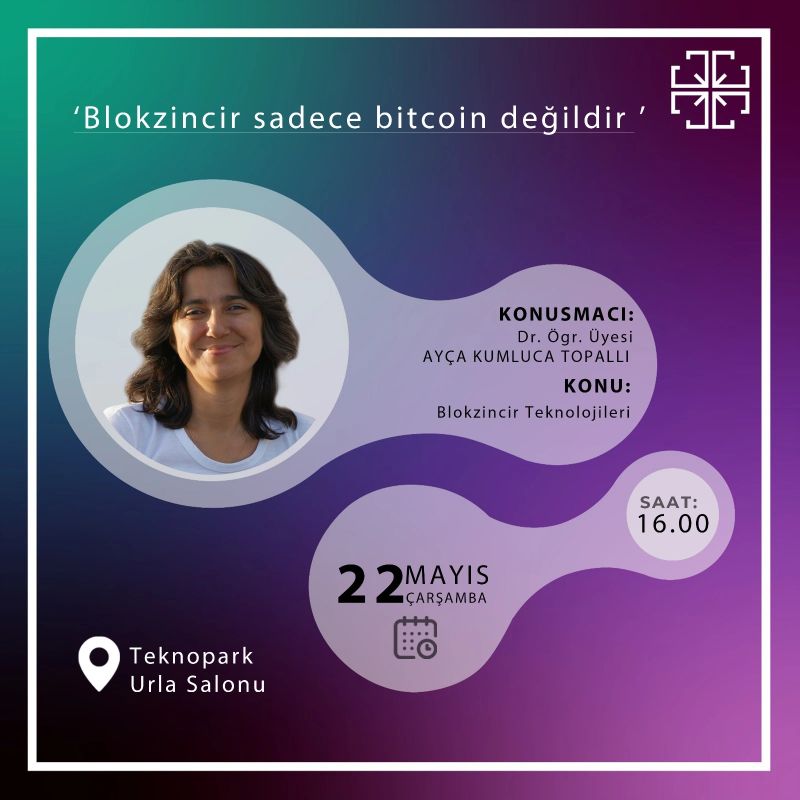 ‘Blokzincir sadece bitcoin değildir ’
KONUSMACI:
Dr. Ögr. Üyesi
AYÇA KUMLUCA TOPALLI
KONU:
Blokzincir Teknolojileri
SAAT:
16.00
22 MAYIS
ÇARŞAMBA
Teknopark
Urla Salonu